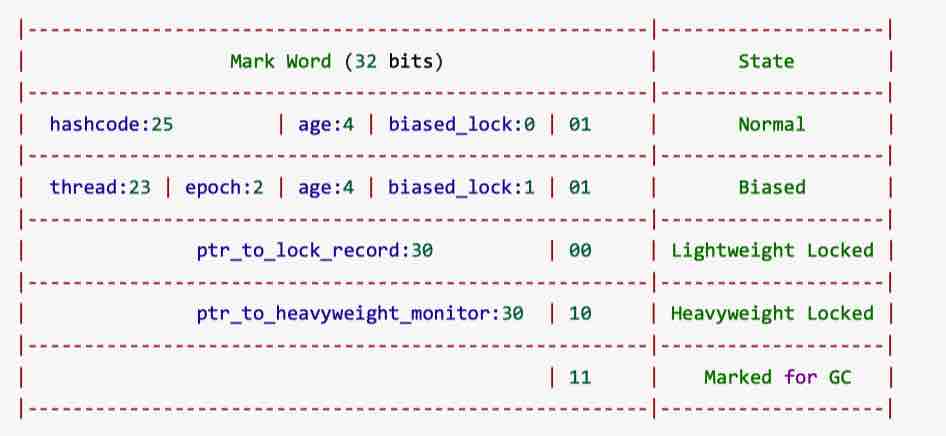 |------------------------------------------------------|--------------------|
| Mark Word (32 bits) | State |
|------------------------------------------------------|--------------------|
| hashcode:25 | age:4 | biased_lock:0 | 01 | Normal |
|------------------------------------------------------|--------------------|
| thread:23 | epoch:2 | age:4 | biased_lock:1 | 01 | Biased |
|------------------------------------------------------|--------------------|
| ptr_to_lock_record:30 | 00 | Lightweight Locked |
|------------------------------------------------------|--------------------|
| ptr_to_heavyweight_monitor:30 | 10 | Heavyweight Locked |
|------------------------------------------------------|--------------------|
| | 11 | Marked for GC |
|------------------------------------------------------|--------------------|